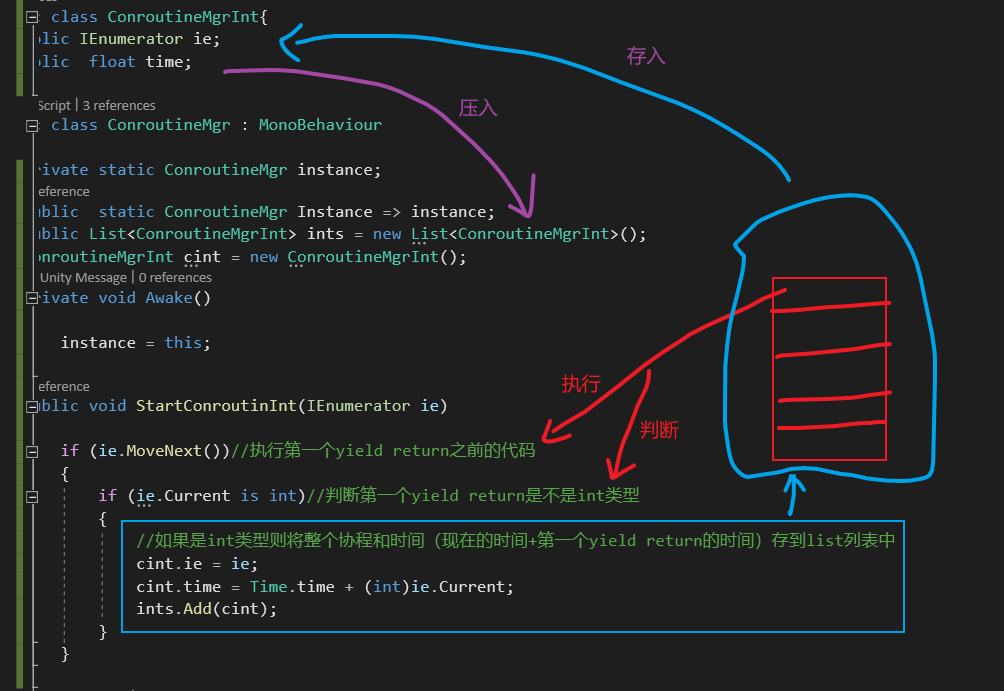 class ConroutineMgrInt{
blic IEnumerator ie;
存入
blic float time;
压入
Script | 3 references
class ConroutineMgr : MonoBehaviour
ivate static ConroutineMgr instance;
eference
ublic static ConroutineMgr Instance => instance;
ublic List<ConroutineMgrInt> ints = new List<ConroutineMgrInt>();
onroutineMgrInt cint = new ConroutineMgrInt();
Unity Message | 0 references
ivate void Awake()
instance = this;
eference
ublic void StartConroutinInt(IEnumerator ie)
执行
判断
if (ie.MoveNext())//执行第一个yield return之前的代码
{
if (ie.Current is int)//判断第一个yield return是不是int类型
{
//如果是int类型则将整个协程和时间（现在的时间+第一个yield return的时间）存到list列表中
cint.ie = ie;
cint.time = Time.time + (int)ie.Current;
ints.Add(cint);
}
}